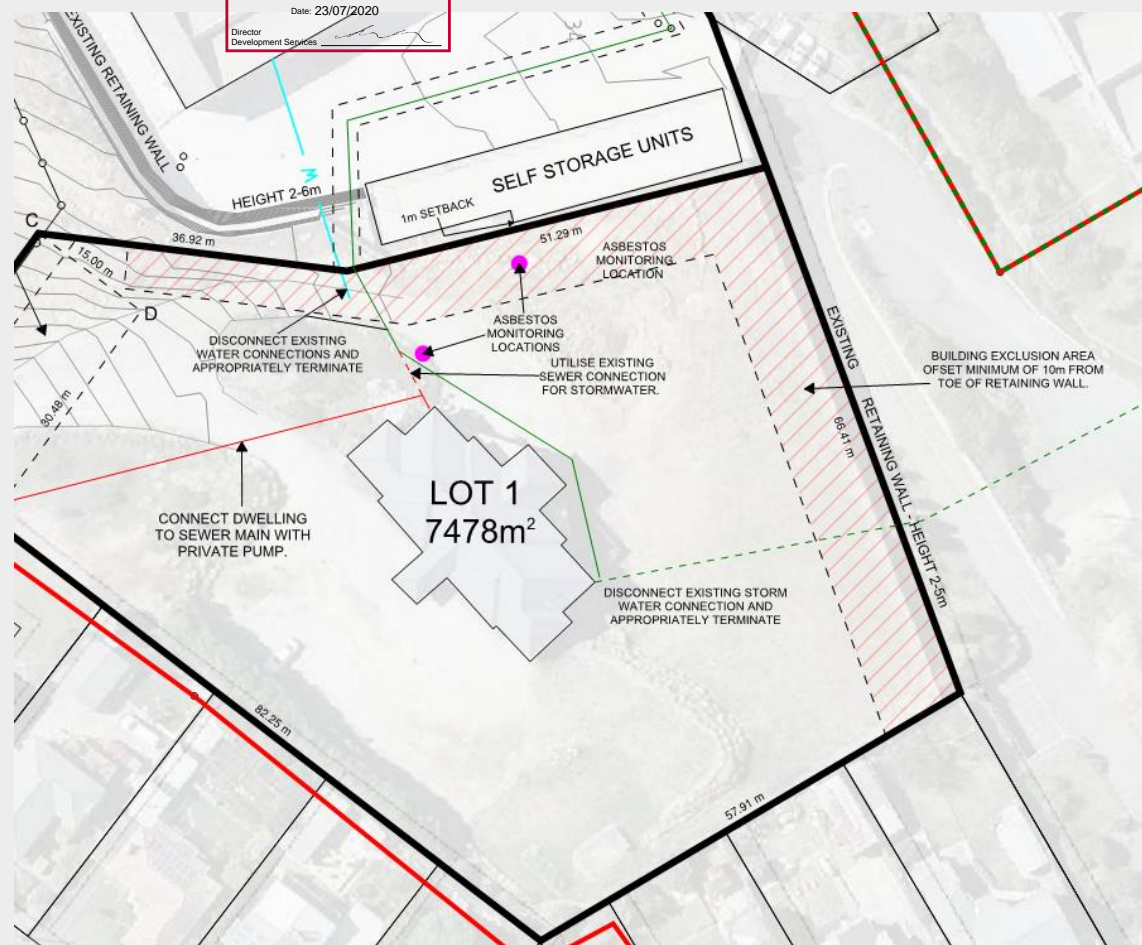 Date: 23/07/2020
Director
Development Services
EXISTING RETAINING WALL
HEIGHT 2-6m
SELF STORAGE UNITS
1m SETBACK
W
C
36.92 m
51.29 m
15.00 m
D
30.48 m
ASBESTOS
MONITORING
LOCATION
ASBESTOS
MONITORING
LOCATIONS
DISCONNECT EXISTING
WATER CONNECTIONS AND
APPROPRIATELY TERMINATE
UTILISE EXISTING
SEWER CONNECTION
FOR STORMWATER.
BUILDING EXCLUSION AREA
OFSET MINIMUM OF 10m FROM
TOE OF RETAINING WALL.
EXISTING RETAINING WALL - HEIGHT 2-5m
66.41 m
LOT 1
7478m²
CONNECT DWELLING
TO SEWER MAIN WITH
PRIVATE PUMP.
DISCONNECT EXISTING STORM
WATER CONNECTION AND
APPROPRIATELY TERMINATE
82.25 m
57.91 m